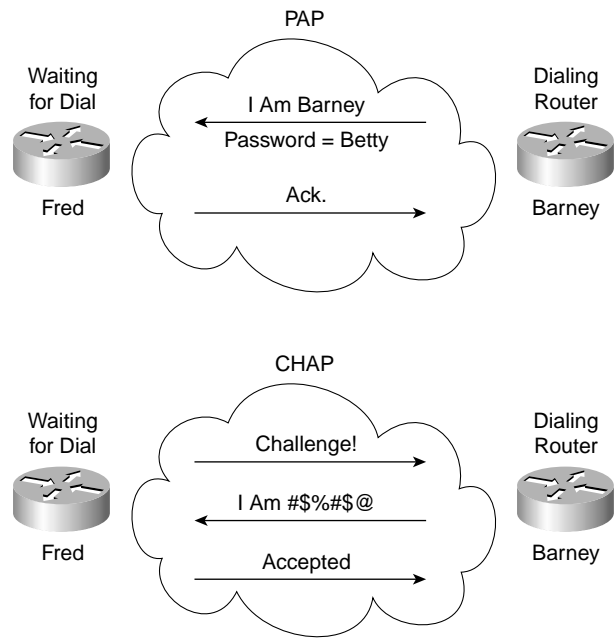 PAP
Waiting
for Dial
Dialing
Router
I Am Barney
Password = Betty
Ack.
Fred
Barney
CHAP
Waiting
for Dial
Dialing
Router
Challenge!
I Am #$%#$@
Accepted
Fred
Barney